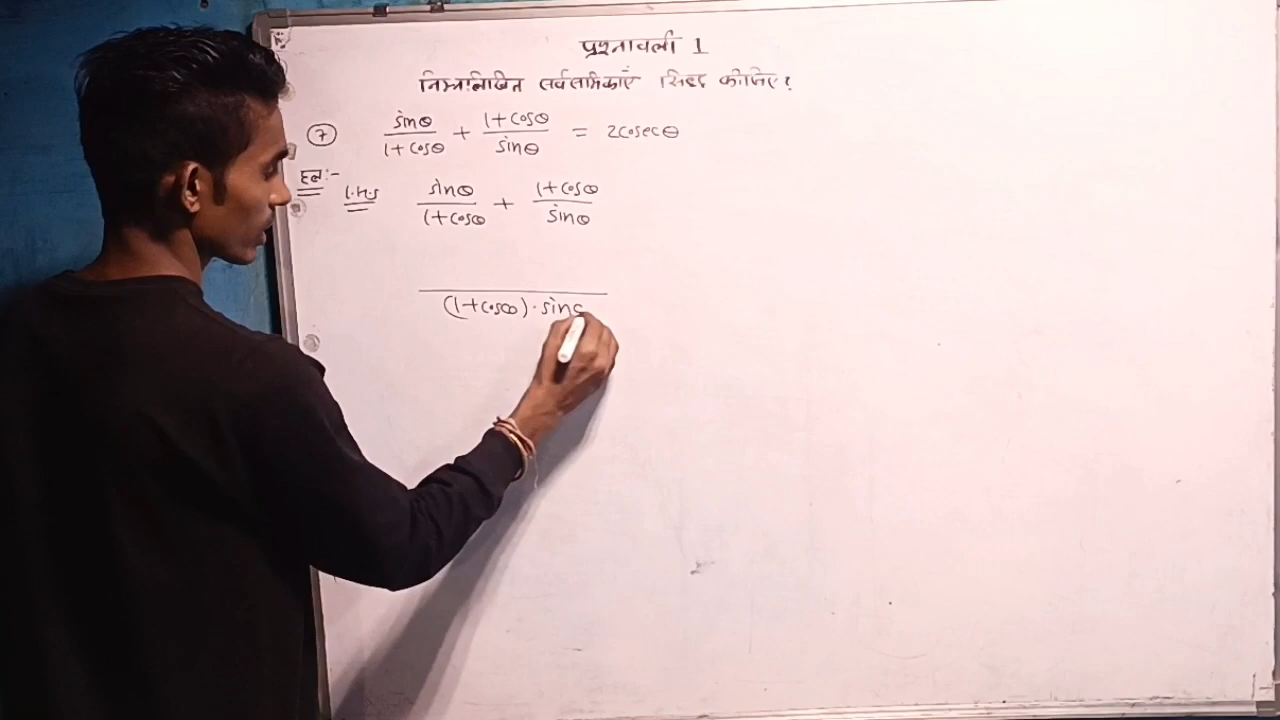 प्रश्नावली 1
निम्नलिखित सर्वसमिकाएँ सिद्ध कीजिए?
(7) sinθ/(1+cosθ) + (1+cosθ)/sinθ = 2cosecθ
हल:- L.H.S sinθ/(1+cosθ) + (1+cosθ)/sinθ
(1+cosθ)·sin